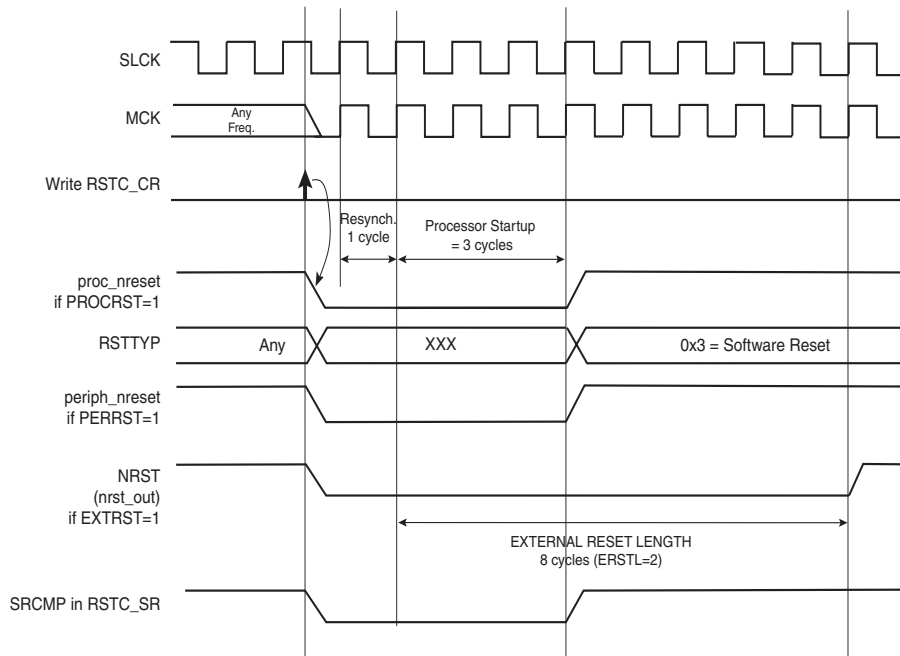 SLCK
MCK
Any
Freq.
Write RSTC_CR
Resynch.
1 cycle
Processor Startup
= 3 cycles
proc_nreset
if PROCRST=1
RSTTYP
Any
XXX
0x3 = Software Reset
periph_nreset
if PERRST=1
NRST
(nrst_out)
if EXTRST=1
EXTERNAL RESET LENGTH
8 cycles (ERSTL=2)
SRCMP in RSTC_SR